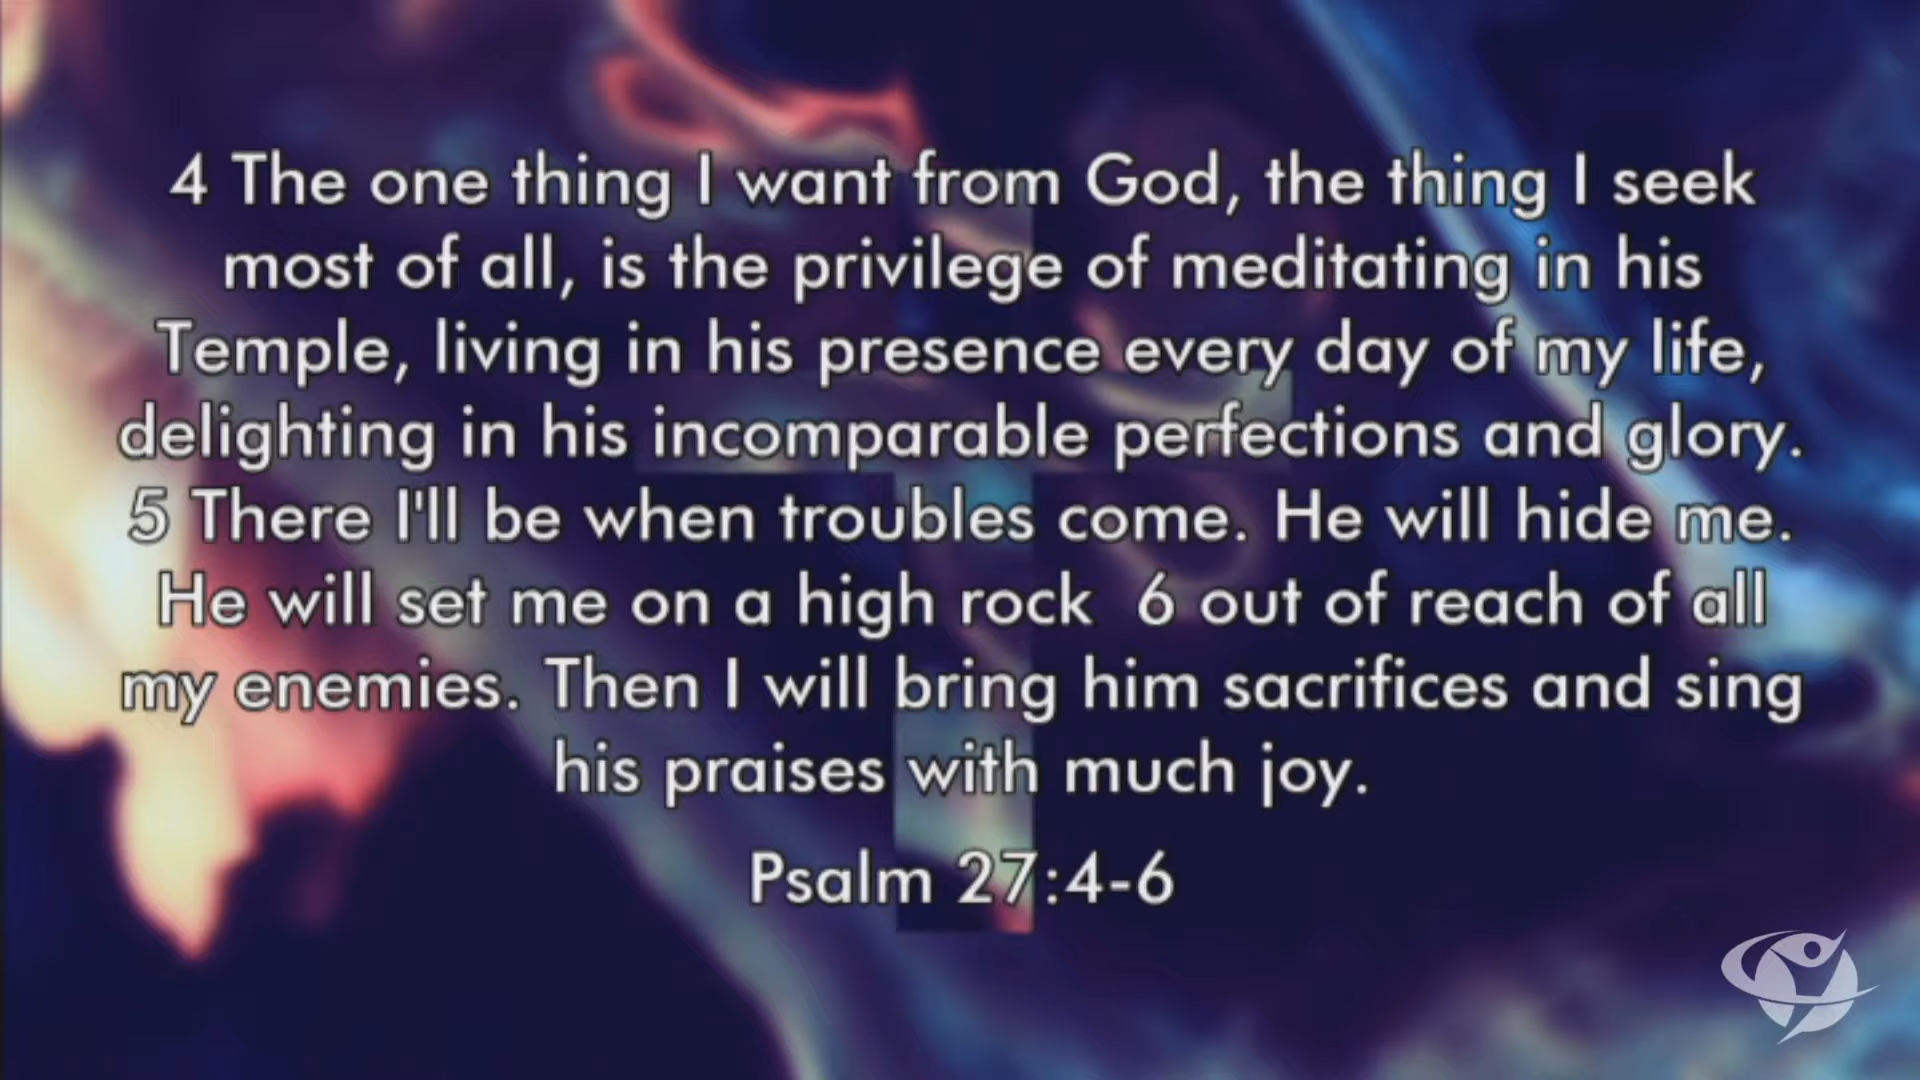 4 The one thing I want from God, the thing I seek
most of all, is the privilege of meditating in his
Temple, living in his presence every day of my life,
delighting in his incomparable perfections and glory.
5 There I'll be when troubles come. He will hide me.
He will set me on a high rock  6 out of reach of all
my enemies. Then I will bring him sacrifices and sing
his praises with much joy.
Psalm 27:4-6